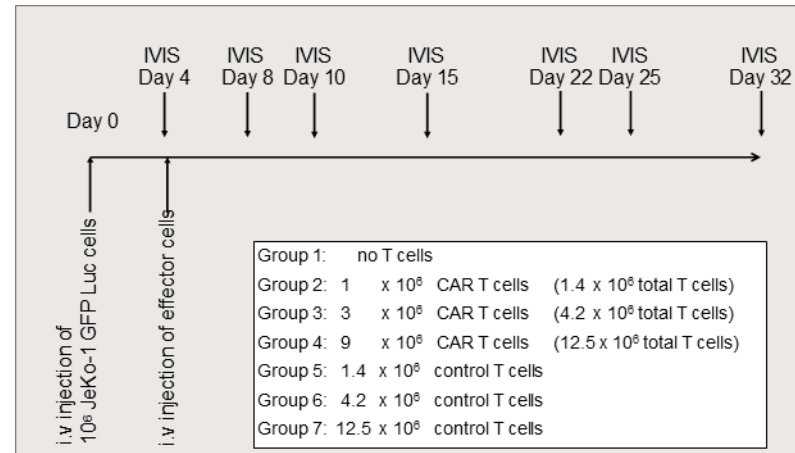 IVIS IVIS IVIS IVIS IVIS IVIS IVIS
Day 4 Day 8 Day 10 Day 15 Day 22 Day 25 Day 32
Day 0
i.v injection of
10⁶ JeKo-1 GFP Luc cells
i.v injection of effector cells
Group 1: no T cells
Group 2: 1 x 10⁶ CAR T cells (1.4 x 10⁶ total T cells)
Group 3: 3 x 10⁶ CAR T cells (4.2 x 10⁶ total T cells)
Group 4: 9 x 10⁶ CAR T cells (12.5 x 10⁶ total T cells)
Group 5: 1.4 x 10⁶ control T cells
Group 6: 4.2 x 10⁶ control T cells
Group 7: 12.5 x 10⁶ control T cells